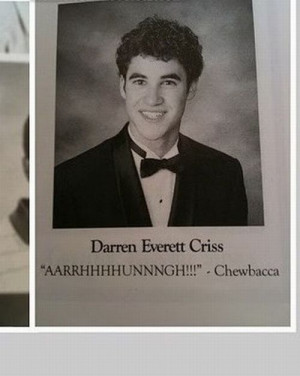 Darren Everett Criss
“AARRHHHHUNNNGH!!!” - Chewbacca